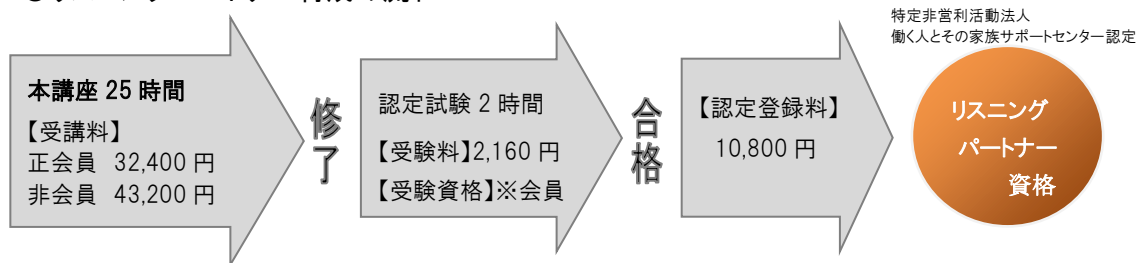 特定非営利活動法人
働く人とその家族サポートセンター認定
本講座 25 時間
【受講料】
正会員 32,400 円
非会員 43,200 円
修了
認定試験 2 時間
【受験料】2,160 円
【受験資格】※会員
合格
【認定登録料】
10,800 円
リスニング
パートナー
資格